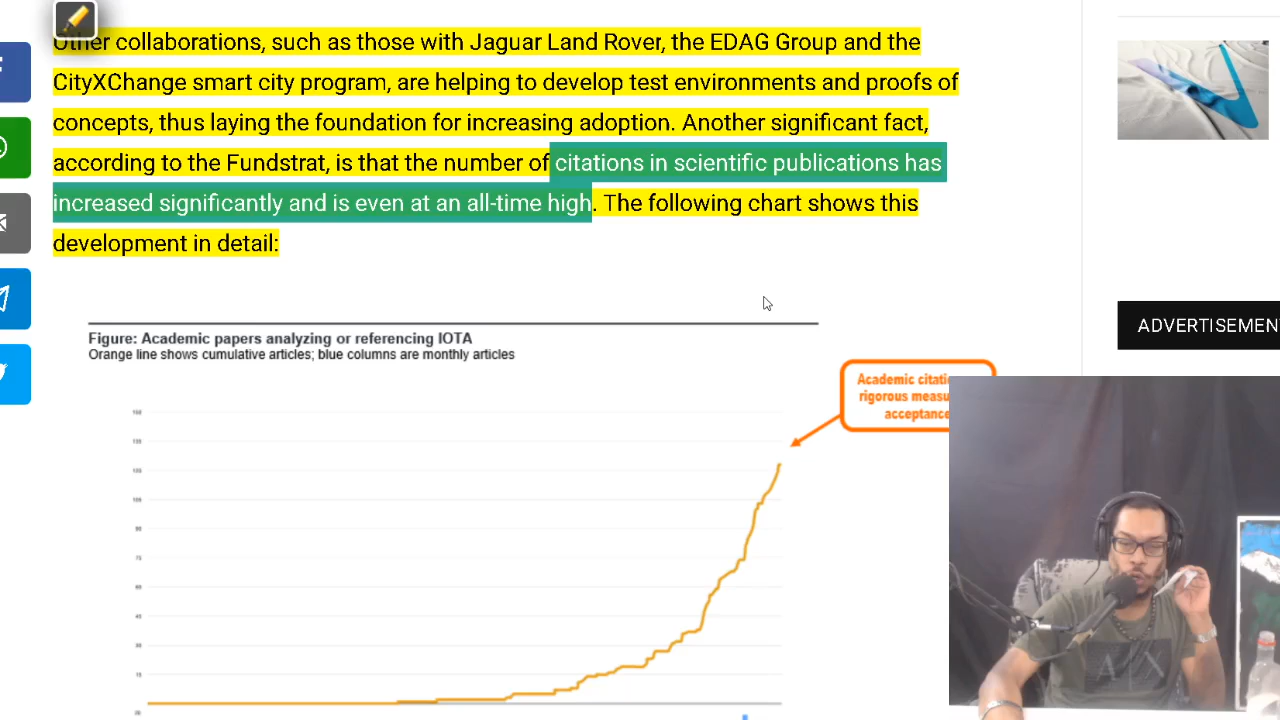 Other collaborations, such as those with Jaguar Land Rover, the EDAG Group and the
CityXChange smart city program, are helping to develop test environments and proofs of
concepts, thus laying the foundation for increasing adoption. Another significant fact,
according to the Fundstrat, is that the number of citations in scientific publications has
increased significantly and is even at an all-time high. The following chart shows this
development in detail:
ADVERTISEMEN
Figure: Academic papers analyzing or referencing IOTA
Orange line shows cumulative articles; blue columns are monthly articles
Academic citati
rigorous measu
acceptance
60
45
30
15